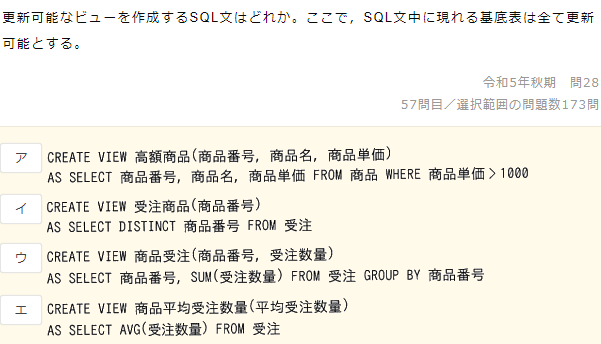 更新可能なビューを作成するSQL文はどれか。ここで，SQL文中に現れる基底表は全て更新
可能とする。
令和5年秋期　問28
57問目／選択範囲の問題数173問
ア
CREATE VIEW 高額商品(商品番号, 商品名, 商品単価)
AS SELECT 商品番号, 商品名, 商品単価 FROM 商品 WHERE 商品単価＞1000
イ
CREATE VIEW 受注商品(商品番号)
AS SELECT DISTINCT 商品番号 FROM 受注
ウ
CREATE VIEW 商品受注(商品番号, 受注数量)
AS SELECT 商品番号, SUM(受注数量) FROM 受注 GROUP BY 商品番号
エ
CREATE VIEW 商品平均受注数量(平均受注数量)
AS SELECT AVG(受注数量) FROM 受注